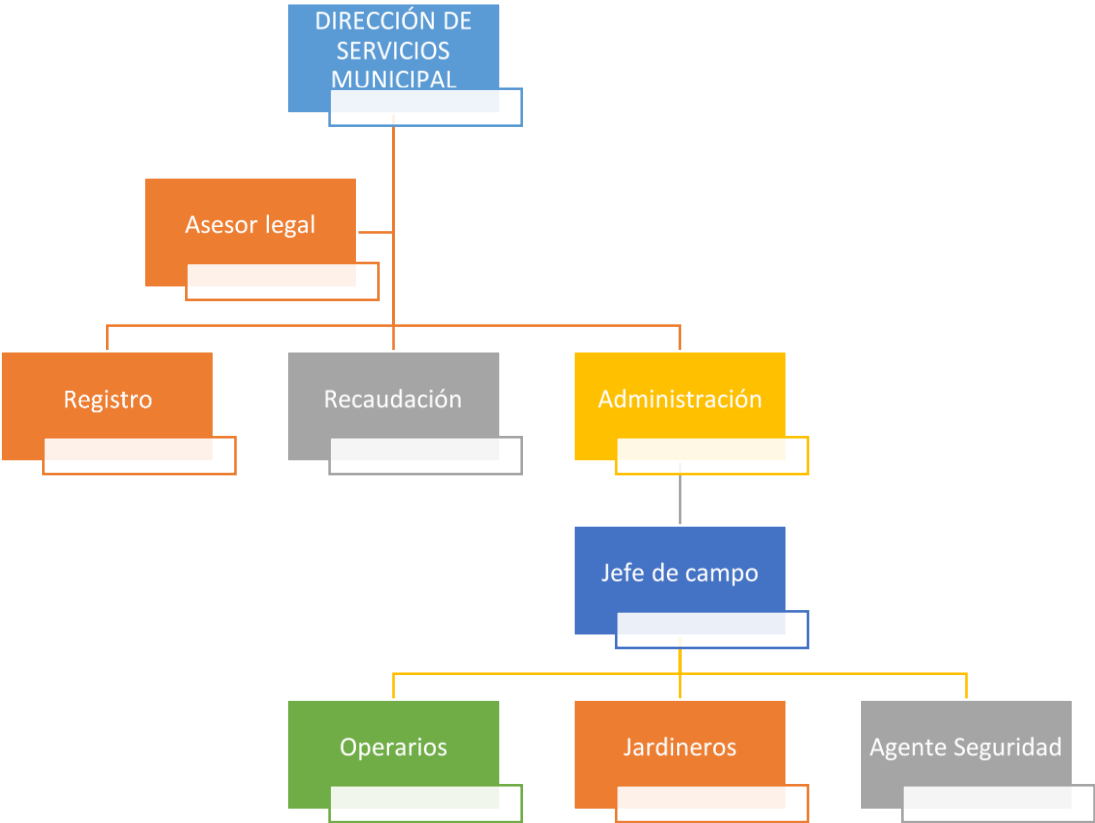 DIRECCIÓN DE
SERVICIOS
MUNICIPAL
Asesor legal
Registro
Recaudación
Administración
Jefe de campo
Operarios
Jardineros
Agente Seguridad